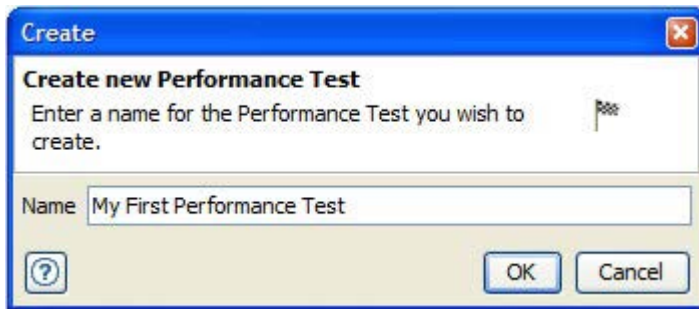 Create
Create new Performance Test
Enter a name for the Performance Test you wish to
create.
Name My First Performance Test
? OK Cancel